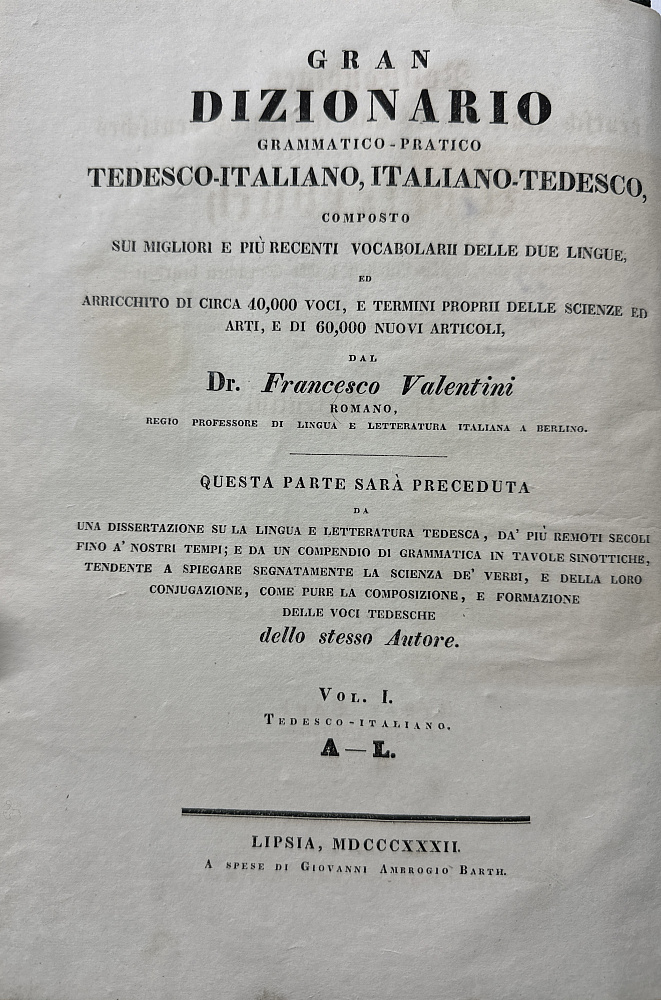 GRAN
DIZIONARIO
GRAMMATICO-PRATICO
TEDESCO-ITALIANO, ITALIANO-TEDESCO,
COMPOSTO
SUI MIGLIORI E PIÙ RECENTI VOCABOLARII DELLE DUE LINGUE,
ED
ARRICCHITO DI CIRCA 40,000 VOCI, E TERMINI PROPRII DELLE SCIENZE ED
ARTI, E DI 60,000 NUOVI ARTICOLI,
DAL
Dr. Francesco Valentini
ROMANO,
REGIO PROFESSORE DI LINGUA E LETTERATURA ITALIANA A BERLINO.
QUESTA PARTE SARÀ PRECEDUTA
DA
UNA DISSERTAZIONE SU LA LINGUA E LETTERATURA TEDESCA, DA' PIÙ REMOTI SECOLI
FINO A' NOSTRI TEMPI; E DA UN COMPENDIO DI GRAMMATICA IN TAVOLE SINOTTICHE,
TENDENTE A SPIEGARE SEGNATAMENTE LA SCIENZA DE' VERBI, E DELLA LORO
CONJUGAZIONE, COME PURE LA COMPOSIZIONE, E FORMAZIONE
DELLE VOCI TEDESCHE
dello stesso Autore.
VOL. I.
TEDESCO-ITALIANO.
A—L.
LIPSIA, MDCCCXXXII.
A SPESE DI GIOVANNI AMBROGIO BARTH.